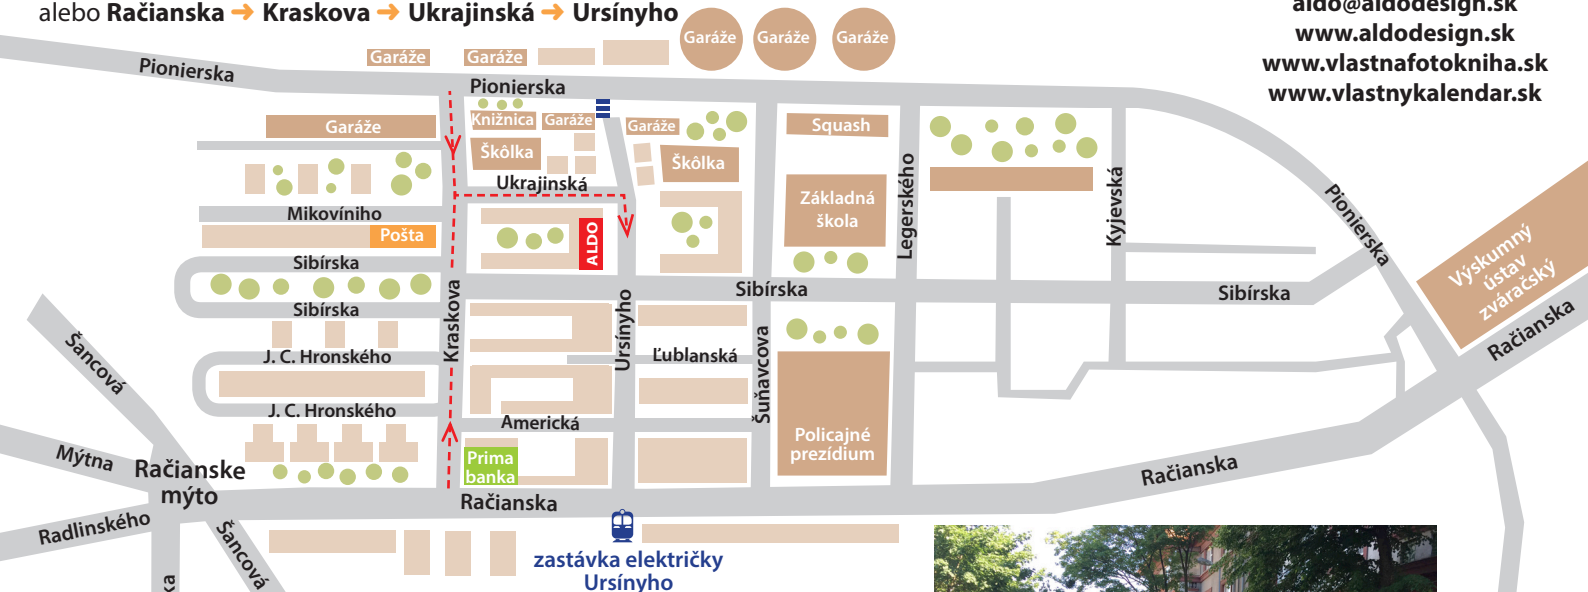 alebo Račianska ➜ Kraskova ➜ Ukrajinská ➜ Ursínyho
aldo@aldodesign.sk
www.aldodesign.sk
www.vlastnafotokniha.sk
www.vlastnykalendar.sk
Garáže
Garáže
Garáže
Garáže
Garáže
Pionierska
Pionierska
Garáže
Knižnica
Garáže
Garáže
Squash
Škôlka
Škôlka
Ukrajinská
Základná
škola
Legerského
Kyjevská
Pionierska
Mikovíniho
Pošta
ALDO
Sibírska
Sibírska
Sibírska
Sibírska
Výskumný
ústav
zváračský
Račianska
Kraskova
Ursínyho
Šuňavcova
Ľublanská
Šancová
J. C. Hronského
J. C. Hronského
Americká
Policajné
prezídium
Prima
banka
Mýtna
Račianske
mýto
Račianska
Račianska
Radlinského
Šancová
zastávka električky
Ursínyho